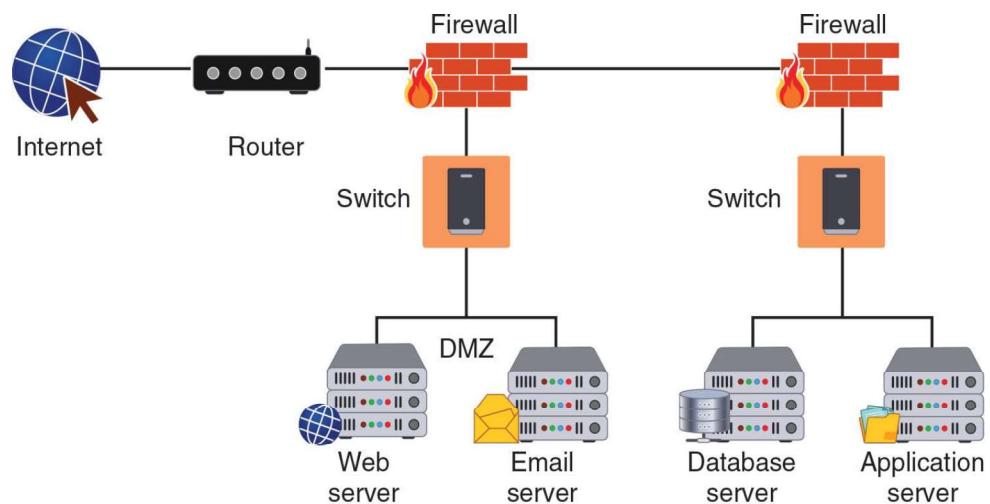 Firewall
Firewall
Internet
Router
Switch
Switch
DMZ
Web
server
Email
server
Database
server
Application
server